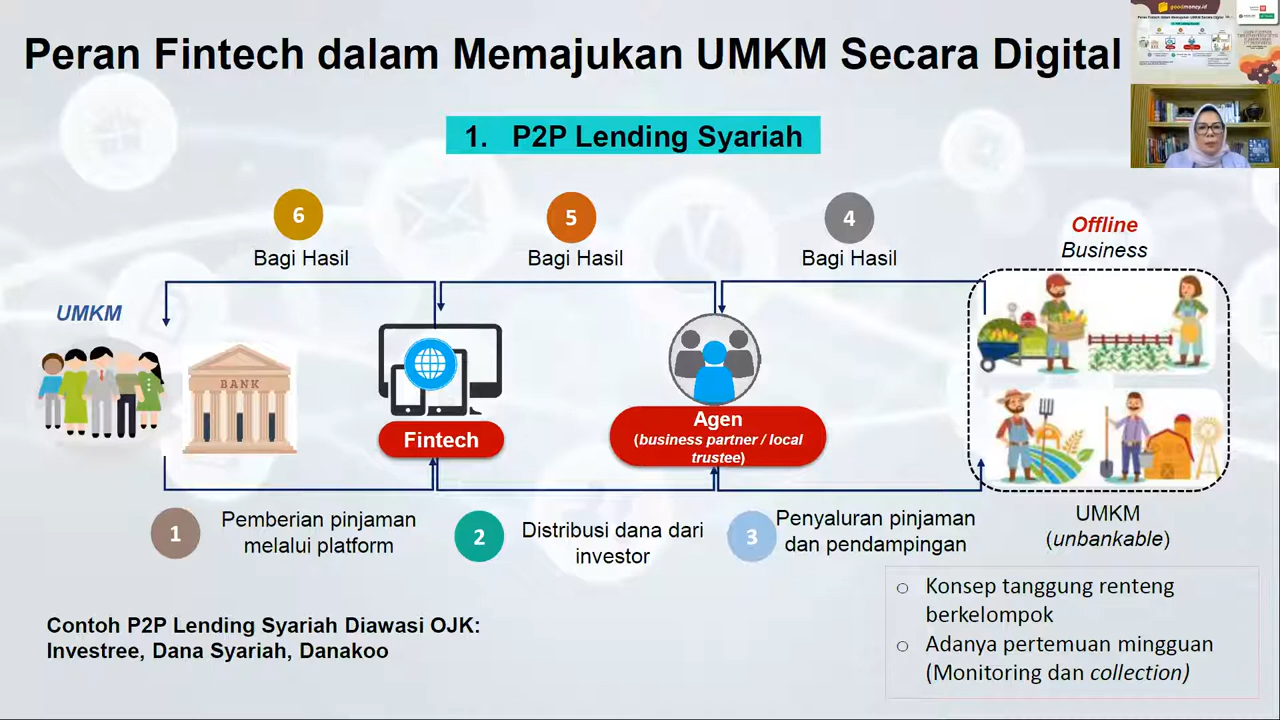 Peran Fintech dalam Memajukan UMKM Secara Digital
goodmoney.id
1. P2P Lending Syariah
6
5
4
Bagi Hasil
Bagi Hasil
Bagi Hasil
Offline
Business
UMKM
BANK
Fintech
Agen
(business partner / local
trustee)
1
Pemberian pinjaman
melalui platform
2
Distribusi dana dari
investor
3
Penyaluran pinjaman
dan pendampingan
UMKM
(unbankable)
Contoh P2P Lending Syariah Diawasi OJK:
Investree, Dana Syariah, Danakoo
○ Konsep tanggung renteng
berkelompok
○ Adanya pertemuan mingguan
(Monitoring dan collection)